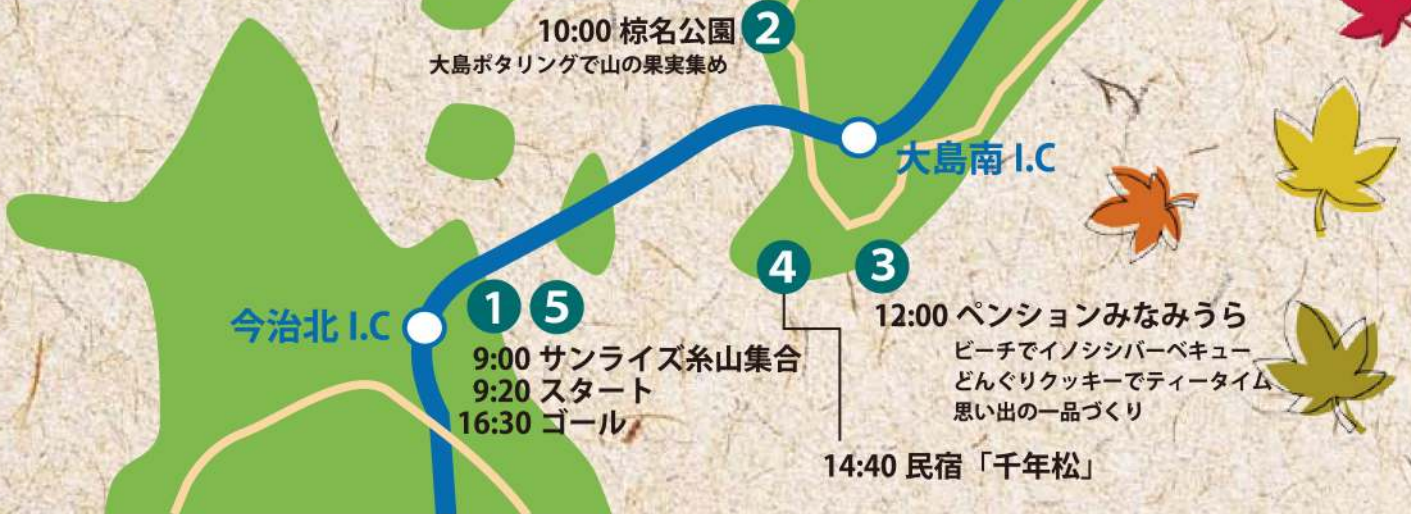 10:00 椋名公園 2
大島ポタリングで山の果実集め
大島南 I.C
4 3
1 5
今治北 I.C
9:00 サンライズ糸山集合
9:20 スタート
16:30 ゴール
12:00 ペンションみなみうら
ビーチでイノシシバーベキュー
どんぐりクッキーでティータイム
思い出の一品づくり
14:40 民宿「千年松」